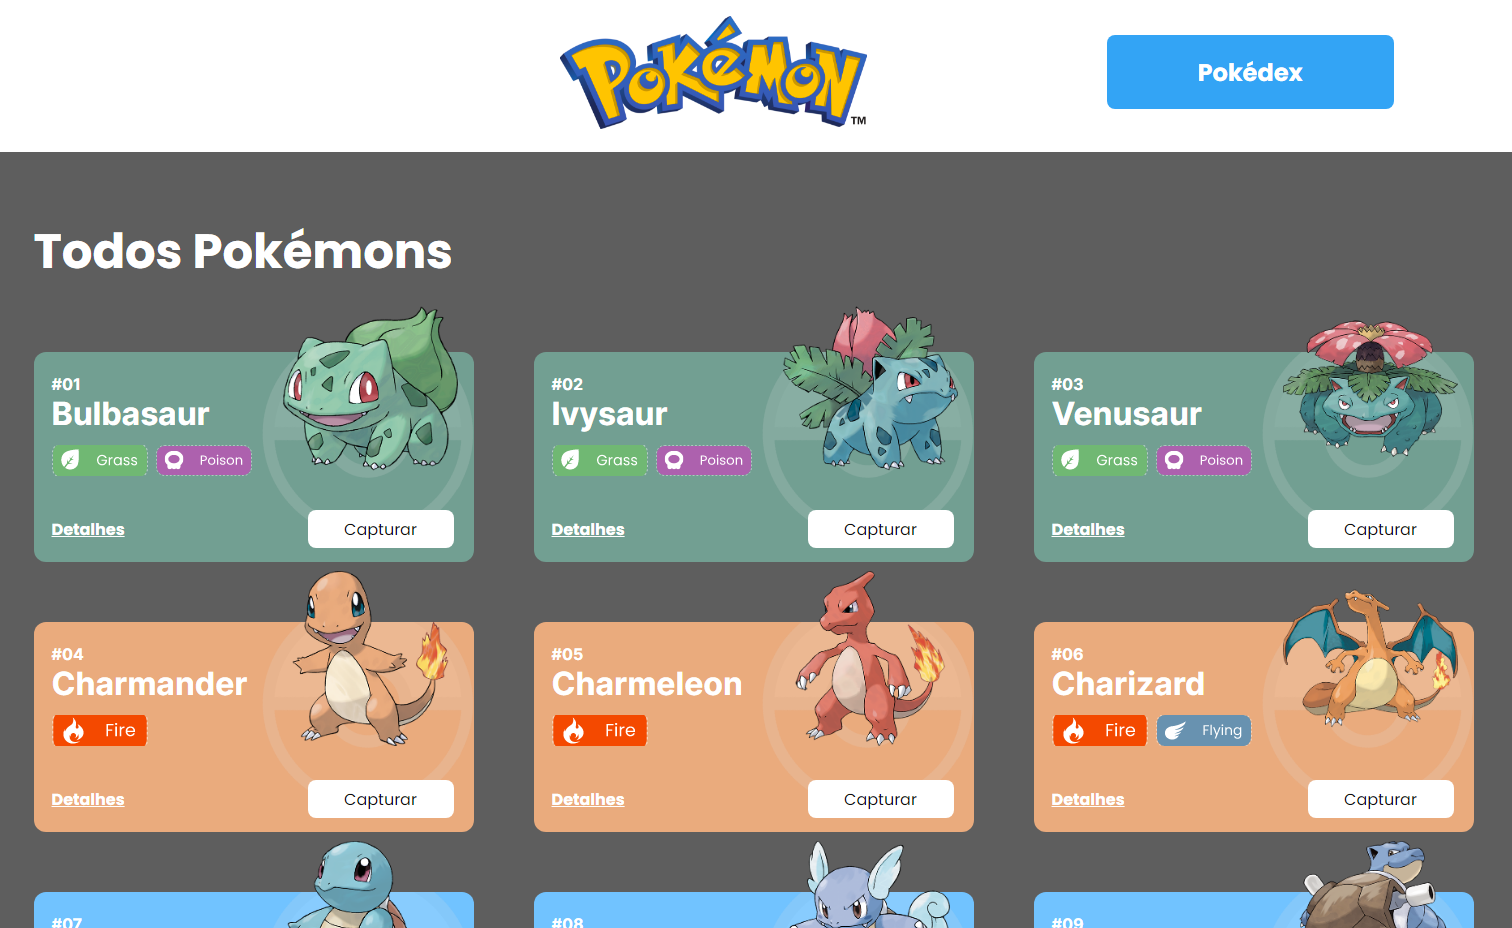 POKéMON
TM
Pokédex
Todos Pokémons
#01
Bulbasaur
Grass Poison
Detalhes Capturar
#02
Ivysaur
Grass Poison
Detalhes Capturar
#03
Venusaur
Grass Poison
Detalhes Capturar
#04
Charmander
Fire
Detalhes Capturar
#05
Charmeleon
Fire
Detalhes Capturar
#06
Charizard
Fire Flying
Detalhes Capturar
#07
#08
#09